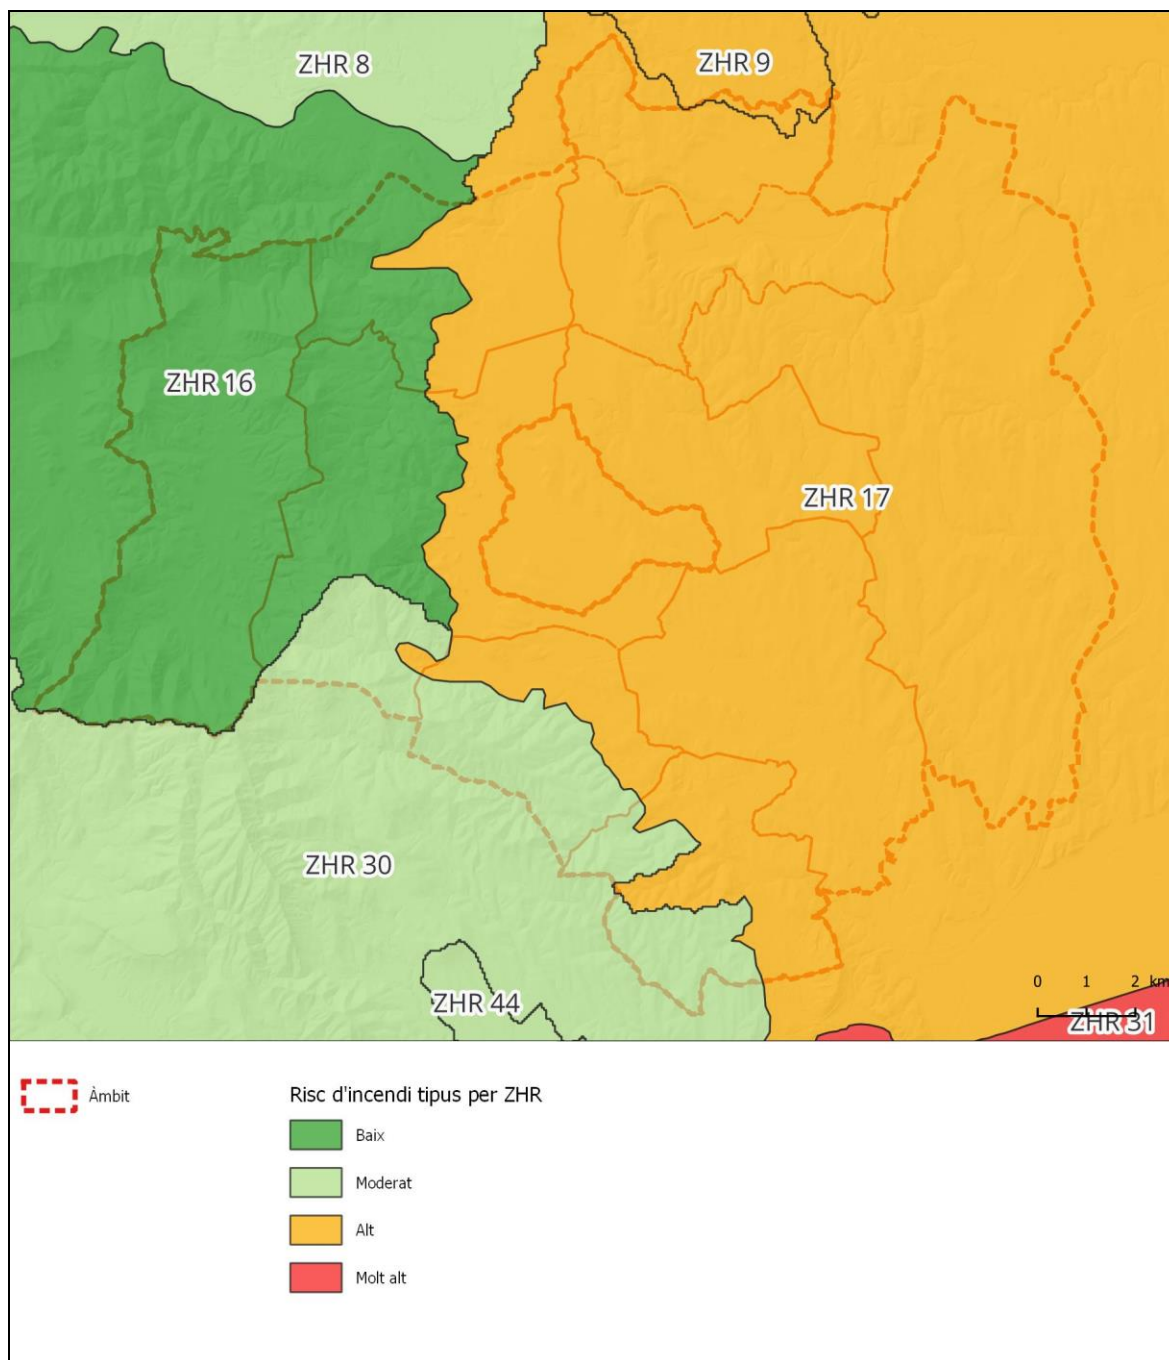 ZHR 8
ZHR 9
ZHR 16
ZHR 17
ZHR 30
ZHR 44
0 1 2 km
ZHR 31
Àmbit
Risc d'incendi tipus per ZHR
Baix
Moderat
Alt
Molt alt